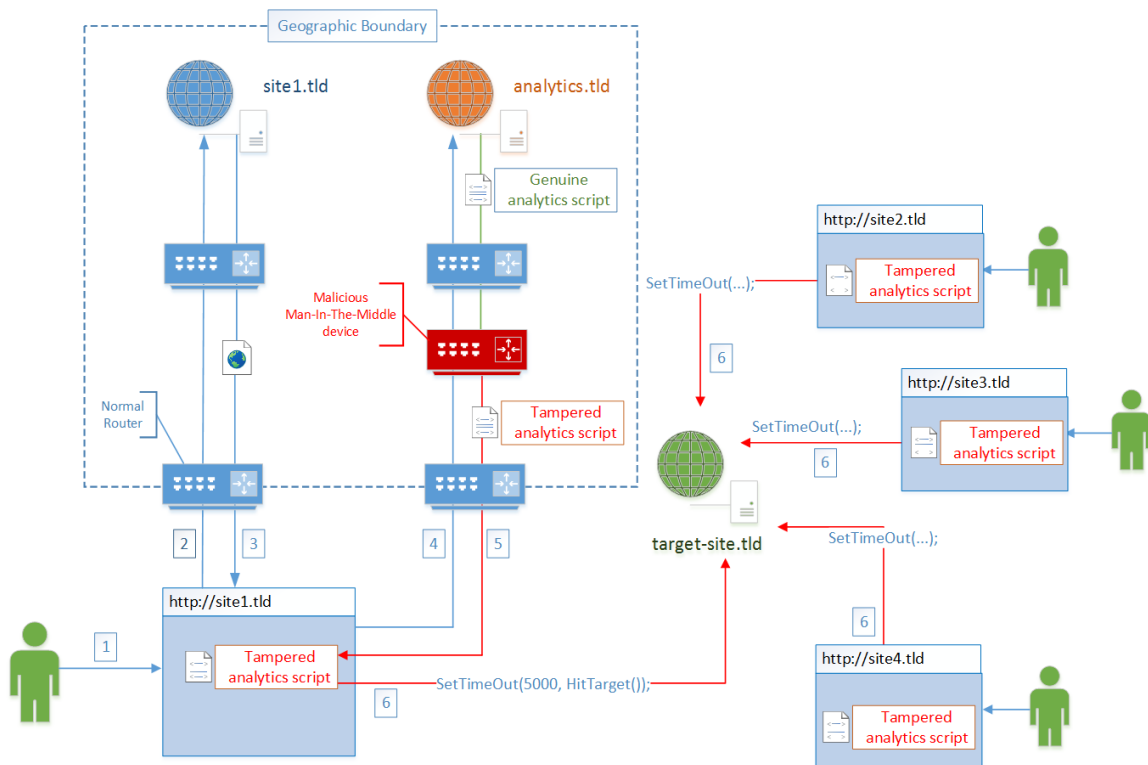 Geographic Boundary
site1.tld
analytics.tld
Genuine
analytics script
Malicious
Man-In-The-Middle
device
Normal
Router
Tampered
analytics script
2
3
4
5
http://site1.tld
1
Tampered
analytics script
6
SetTimeOut(5000, HitTarget());
http://site2.tld
Tampered
analytics script
SetTimeOut(...);
6
http://site3.tld
Tampered
analytics script
SetTimeOut(...);
6
target-site.tld
SetTimeOut(...);
6
http://site4.tld
Tampered
analytics script